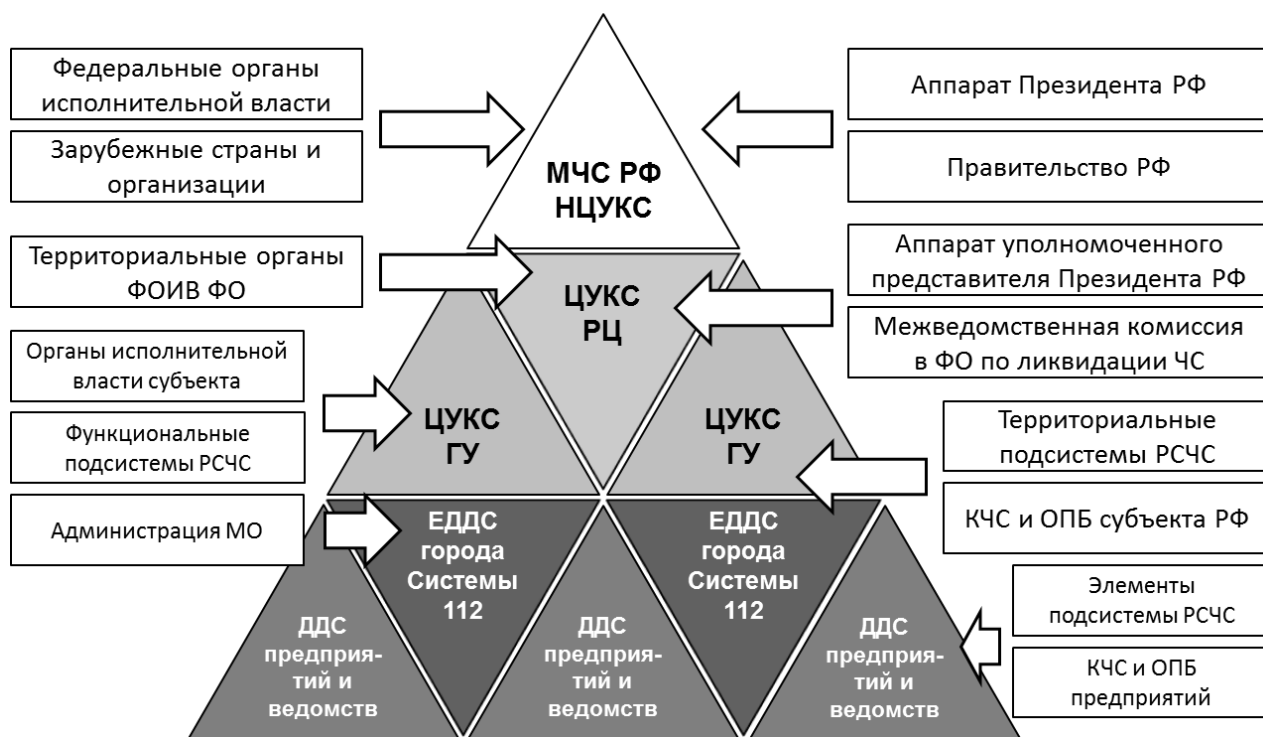 Федеральные органы
исполнительной власти
Зарубежные страны и
организации
Территориальные органы
ФОИВ ФО
Органы исполнительной
власти субъекта
Функциональные
подсистемы РСЧС
Администрация МО
МЧС РФ
НЦУКС
ЦУКС
РЦ
ЦУКС
ГУ
ЦУКС
ГУ
ЕДДС
города
Системы
112
ЕДДС
города
Системы
112
ДДС
предприя-
тий и
ведомств
ДДС
предприя-
тий и
ведомств
ДДС
предприя-
тий и
ведомств
Аппарат Президента РФ
Правительство РФ
Аппарат уполномоченного
представителя Президента РФ
Межведомственная комиссия
в ФО по ликвидации ЧС
Территориальные
подсистемы РСЧС
КЧС и ОПБ субъекта РФ
Элементы
подсистемы РСЧС
КЧС и ОПБ
предприятий